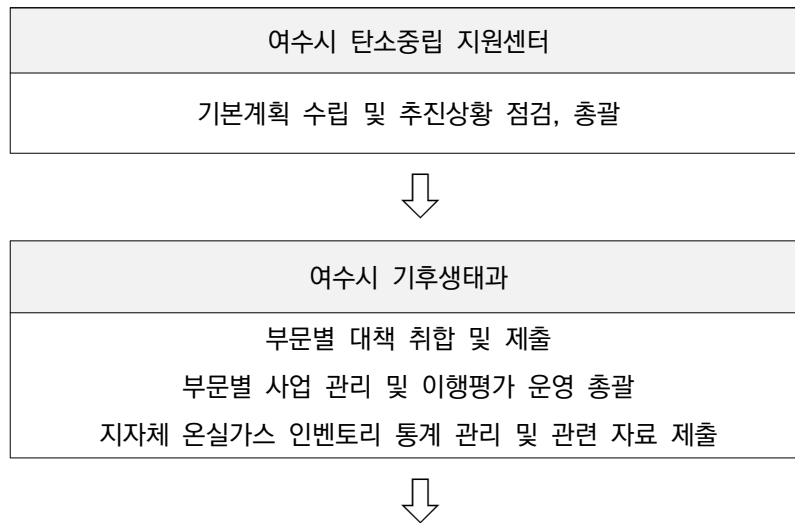 여수시 탄소중립 지원센터
기본계획 수립 및 추진상황 점검, 총괄
여수시 기후생태과
부문별 대책 취합 및 제출
부문별 사업 관리 및 이행평가 운영 총괄
지자체 온실가스 인벤토리 통계 관리 및 관련 자료 제출